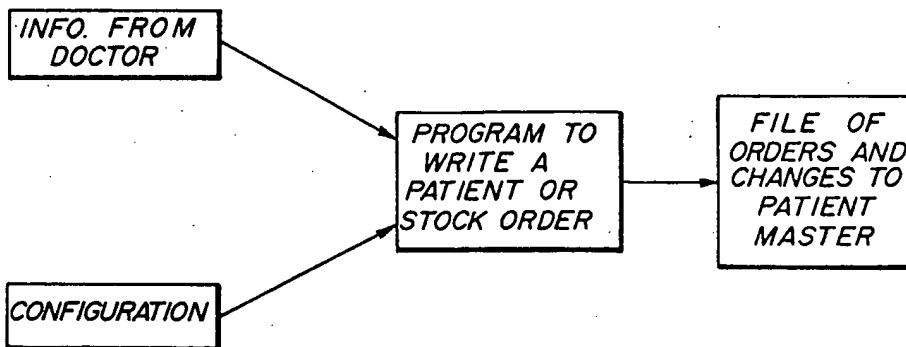 INFO. FROM
DOCTOR
CONFIGURATION
PROGRAM TO
WRITE A
PATIENT OR
STOCK ORDER
FILE OF
ORDERS AND
CHANGES TO
PATIENT
MASTER